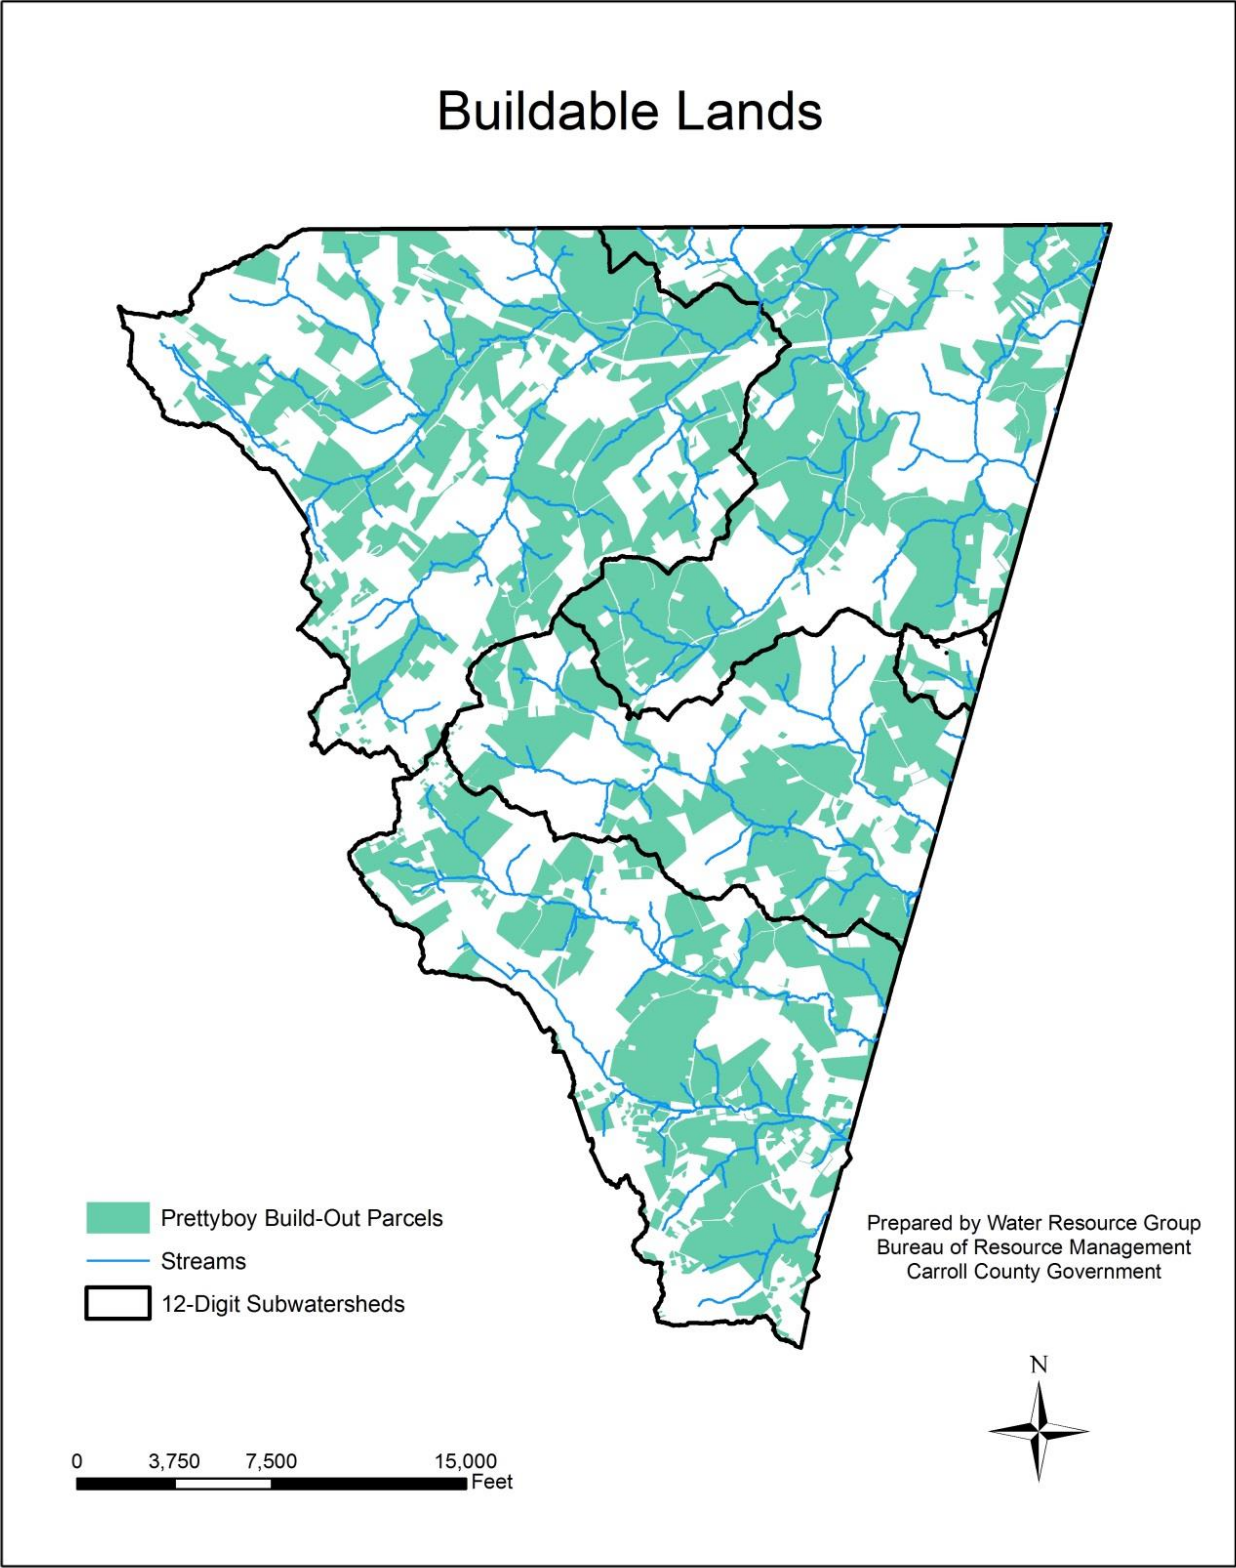 Buildable Lands
Prettyboy Build-Out Parcels
Streams
12-Digit Subwatersheds
Prepared by Water Resource Group
Bureau of Resource Management
Carroll County Government
N
0 3,750 7,500 15,000
Feet